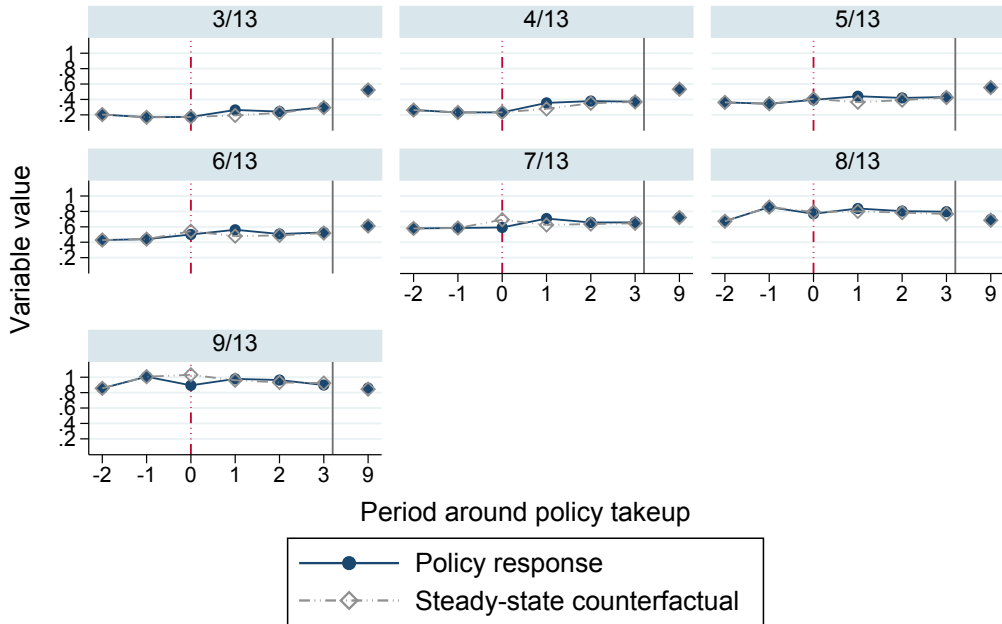 3/13 4/13 5/13
1
.8
.6
.4
.2
6/13 7/13 8/13
1
.8
.6
.4
.2
-2 -1 0 1 2 3 9 -2 -1 0 1 2 3 9
9/13
1
.8
.6
.4
.2
-2 -1 0 1 2 3 9
Variable value
Period around policy takeup
Policy response
Steady-state counterfactual